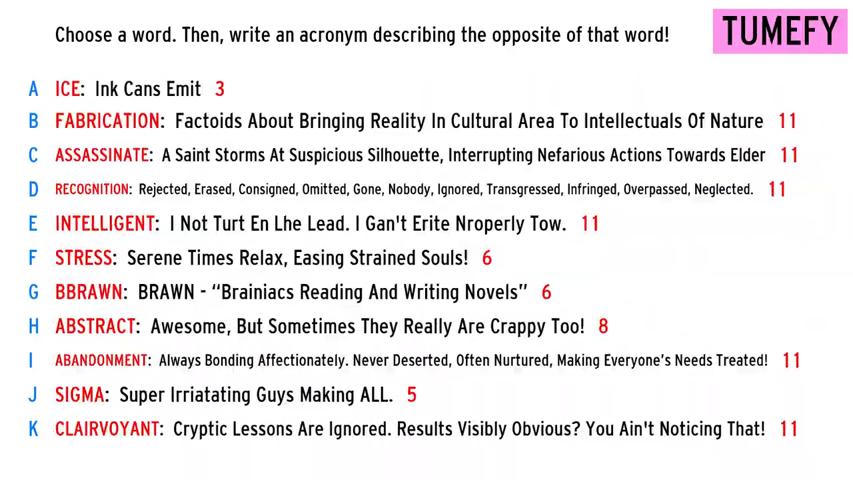 Choose a word. Then, write an acronym describing the opposite of that word!
TUMEFY
A ICE: Ink Cans Emit 3
B FABRICATION: Factoids About Bringing Reality In Cultural Area To Intellectuals Of Nature 11
C ASSASSINATE: A Saint Storms At Suspicious Silhouette, Interrupting Nefarious Actions Towards Elder 11
D RECOGNITION: Rejected, Erased, Consigned, Omitted, Gone, Nobody, Ignored, Transgressed, Infringed, Overpassed, Neglected. 11
E INTELLIGENT: I Not Turt En Lhe Lead. I Gan't Erite Nroperly Tow. 11
F STRESS: Serene Times Relax, Easing Strained Souls! 6
G BBRAWN: BRAWN - “Brainiacs Reading And Writing Novels” 6
H ABSTRACT: Awesome, But Sometimes They Really Are Crappy Too! 8
I ABANDONMENT: Always Bonding Affectionately. Never Deserted, Often Nurtured, Making Everyone’s Needs Treated! 11
J SIGMA: Super Irriatating Guys Making ALL. 5
K CLAIRVOYANT: Cryptic Lessons Are Ignored. Results Visibly Obvious? You Ain't Noticing That! 11